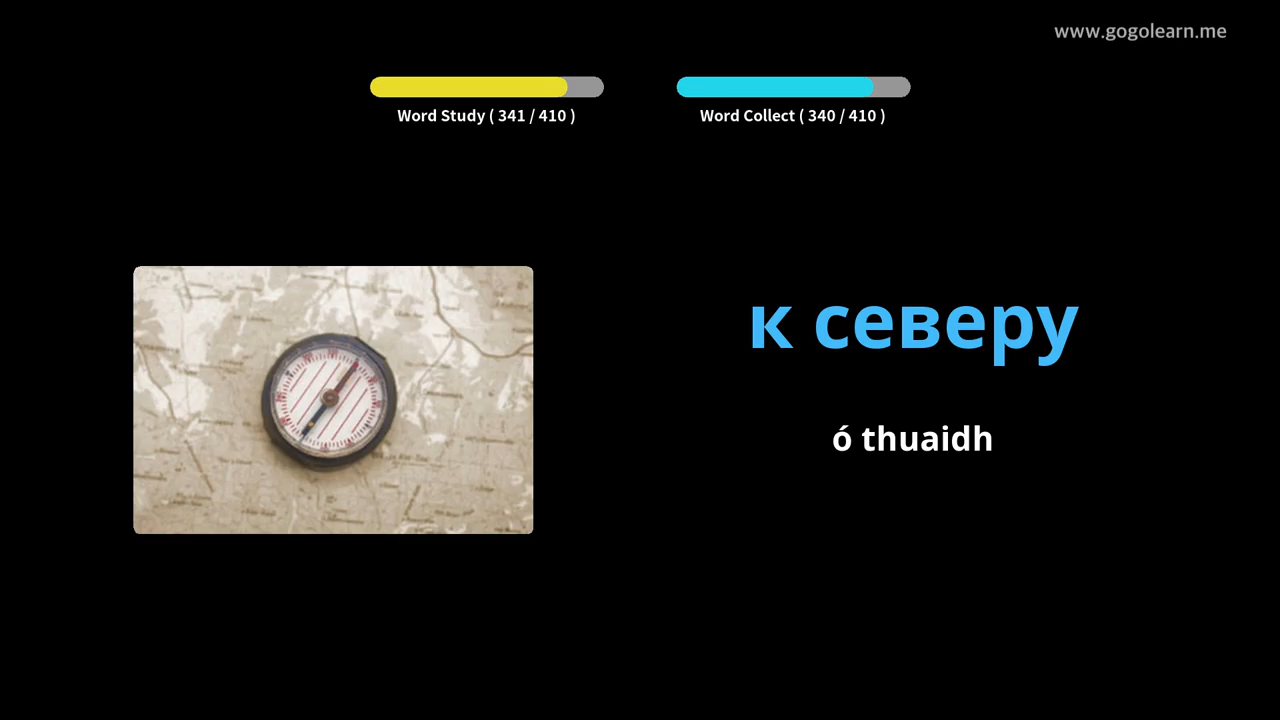 www.gogolearn.me
Word Study ( 341 / 410 )
Word Collect ( 340 / 410 )
к северу
ó thuaidh